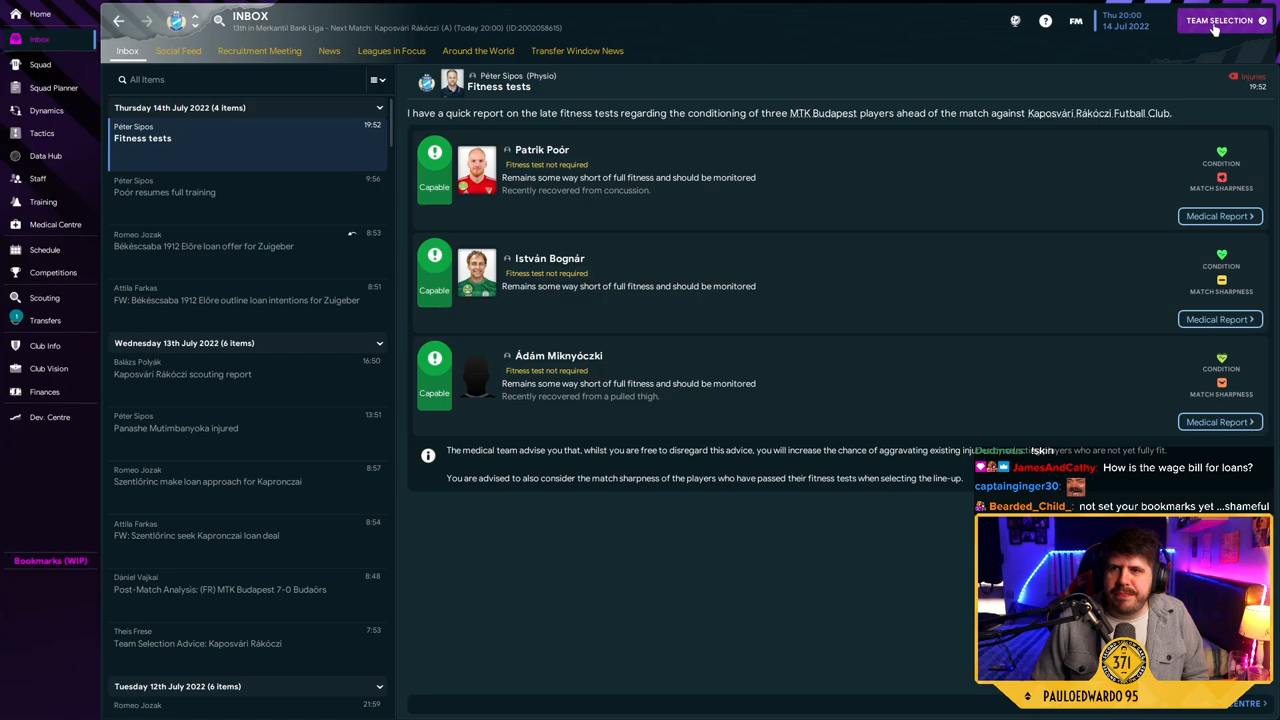 Home
Inbox
Squad
Squad Planner
Dynamics
Tactics
Data Hub
Staff
Training
Medical Centre
Schedule
Competitions
Scouting
1
Transfers
Club Info
Club Vision
Finances
Dev. Centre
Bookmarks (WIP)
INBOX
13th in Merkantil Bank Liga - Next Match: Kaposvári Rákóczi (A) (Today 20:00) (ID:2002058615)
?
FM
Thu 20:00
14 Jul 2022
TEAM SELECTION
Inbox
Social Feed
Recruitment Meeting
News
Leagues in Focus
Around the World
Transfer Window News
All Items
Thursday 14th July 2022 (4 items)
Péter Sipos
19:52
Fitness tests
Péter Sipos
9:56
Poór resumes full training
Romeo Jozak
8:53
Békéscsaba 1912 Előre loan offer for Zuigeber
Attila Farkas
8:51
FW: Békéscsaba 1912 Előre outline loan intentions for Zuigeber
Wednesday 13th July 2022 (6 items)
Balázs Polyák
16:50
Kaposvári Rákóczi scouting report
Péter Sipos
13:51
Panashe Mutimbanyoka injured
Romeo Jozak
8:57
Szentlőrinc make loan approach for Kapronczai
Attila Farkas
8:54
FW: Szentlőrinc seek Kapronczai loan deal
Dániel Vajkai
8:48
Post-Match Analysis: (FR) MTK Budapest 7-0 Budaörs
Theis Frese
7:53
Team Selection Advice: Kaposvári Rákóczi
Tuesday 12th July 2022 (6 items)
Romeo Jozak
21:59
Péter Sipos (Physio)
Fitness tests
Injuries
19:52
I have a quick report on the late fitness tests regarding the conditioning of three MTK Budapest players ahead of the match against Kaposvári Rákóczi Futball Club.
Capable
Patrik Poór
Fitness test not required
Remains some way short of full fitness and should be monitored
Recently recovered from concussion.
CONDITION
MATCH SHARPNESS
Medical Report
Capable
István Bognár
Fitness test not required
Remains some way short of full fitness and should be monitored
CONDITION
MATCH SHARPNESS
Medical Report
Capable
Ádám Miknyóczki
Fitness test not required
Remains some way short of full fitness and should be monitored
Recently recovered from a pulled thigh.
CONDITION
MATCH SHARPNESS
Medical Report
The medical team advise you that, whilst you are free to disregard this advice, you will increase the chance of aggravating existing who are not yet fully fit.
You are advised to also consider the match sharpness of the players who have passed their fitness tests when selecting the line-up.
!skin
JamesAndCathy: How is the wage bill for loans?
captainginger30:
Bearded_Child_: not set your bookmarks yet ...shameful
371
PAULOEDWARDO 95